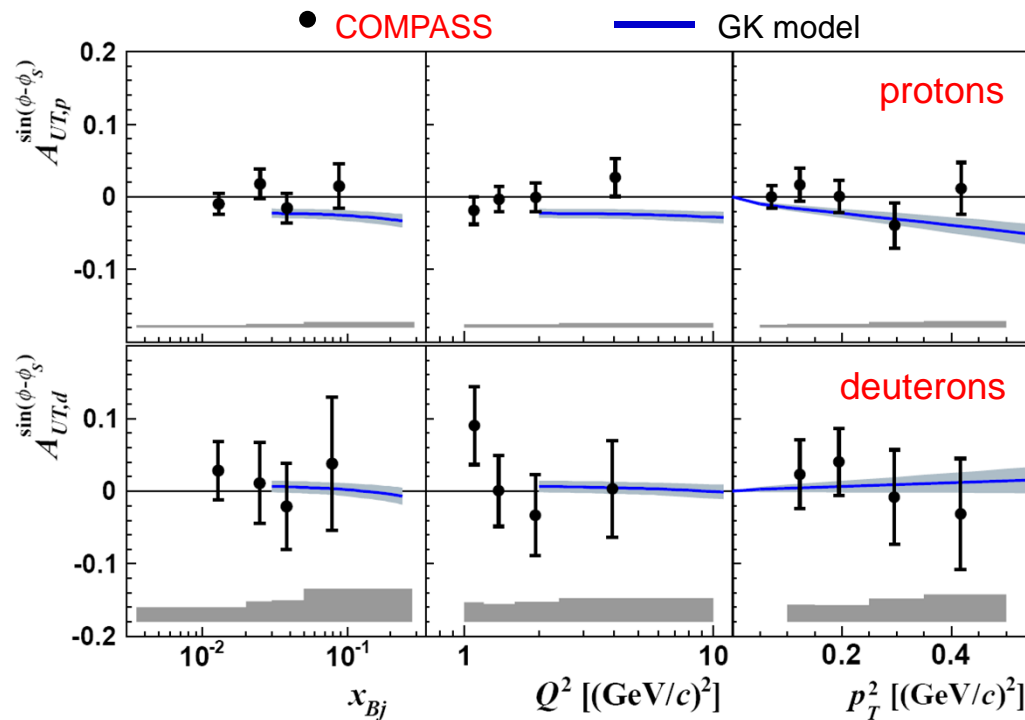 COMPASS GK model
0.2
0.1
0
-0.1
A_{UT,p}^{sin(ϕ-ϕ_S)}
protons
0.1
0
-0.1
-0.2
A_{UT,d}^{sin(ϕ-ϕ_S)}
deuterons
10^{-2} 10^{-1} 1 10 0.2 0.4
x_{Bj} Q^2 [(GeV/c)^2] p_T^2 [(GeV/c)^2]